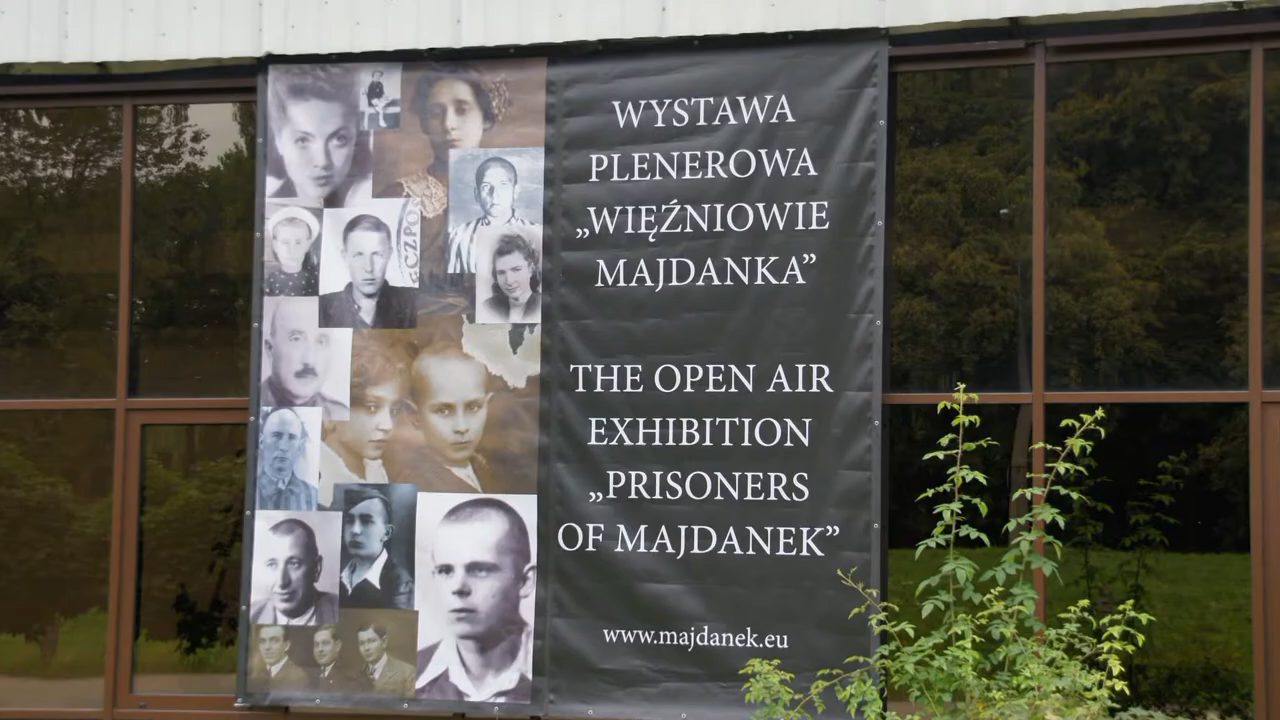 WYSTAWA
PLENEROWA
„WIĘŹNIOWIE
MAJDANKA”
THE OPEN AIR
EXHIBITION
„PRISONERS
OF MAJDANEK”
www.majdanek.eu